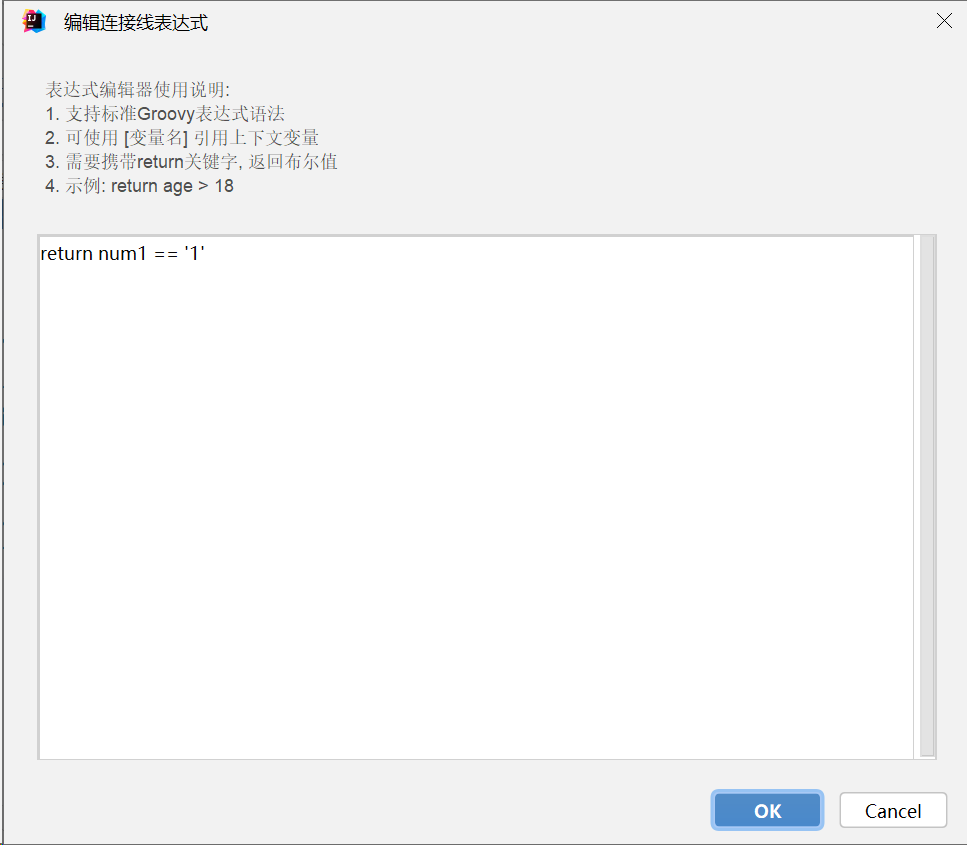 编辑连接线表达式
表达式编辑器使用说明:
1. 支持标准Groovy表达式语法
2. 可使用 [变量名] 引用上下文变量
3. 需要携带return关键字, 返回布尔值
4. 示例: return age > 18
return num1 == '1'
OK
Cancel